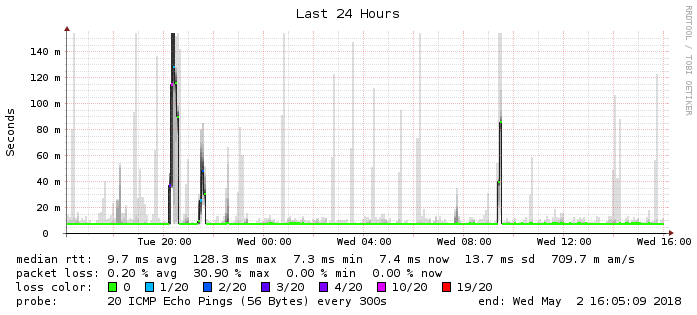 Last 24 Hours
RRDTOOL / TOBI OETIKER
Seconds
140 m
120 m
100 m
80 m
60 m
40 m
20 m
0
Tue 20:00 Wed 00:00 Wed 04:00 Wed 08:00 Wed 12:00 Wed 16:00
median rtt: 9.7 ms avg 128.3 ms max 7.3 ms min 7.4 ms now 13.7 ms sd 709.7 m am/s
packet loss: 0.20 % avg 30.90 % max 0.00 % min 0.00 % now
loss color: 0 1/20 2/20 3/20 4/20 10/20 19/20
probe: 20 ICMP Echo Pings (56 Bytes) every 300s end: Wed May 2 16:05:09 2018